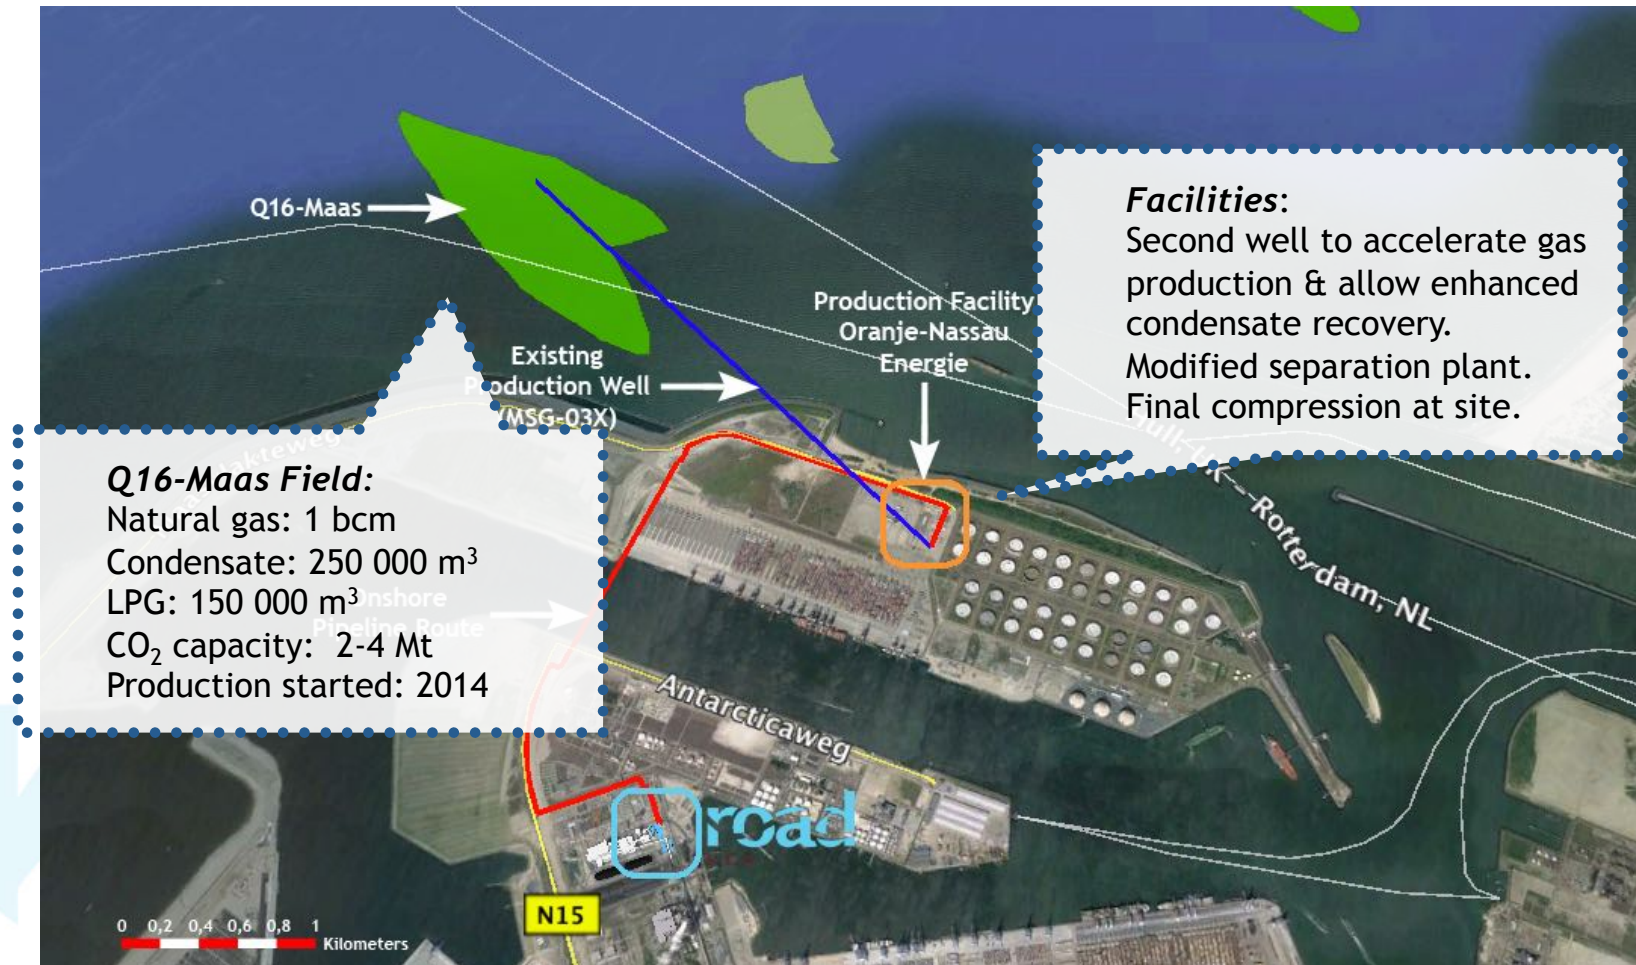 Q16-Maas
Production Facility
Oranje-Nassau
Energie
Existing
Production Well
(MSG-03X)
Facilities:
Second well to accelerate gas
production & allow enhanced
condensate recovery.
Modified separation plant.
Final compression at site.
Q16-Maas Field:
Natural gas: 1 bcm
Condensate: 250 000 m³
LPG: 150 000 m³
CO₂ capacity: 2-4 Mt
Production started: 2014
Onshore
Pipeline Route
Hull, UK – Rotterdam, NL
Antarcticaweg
road
N15
0 0,2 0,4 0,6 0,8 1
Kilometers